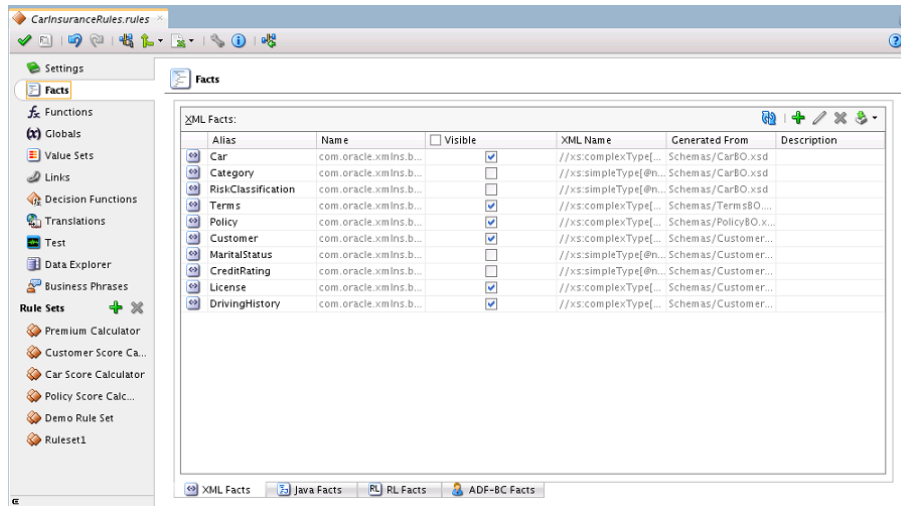 CarInsuranceRules.rules
Settings
Facts
Functions
Globals
Value Sets
Links
Decision Functions
Translations
Test
Data Explorer
Business Phrases
Rule Sets
Premium Calculator
Customer Score Ca...
Car Score Calculator
Policy Score Calc...
Demo Rule Set
Ruleset1
Facts
XML Facts:
Alias Name Visible XML Name Generated From Description
Car com.oracle.xmlns.b... //xs:complexType[... Schemas/CarBO.xsd
Category com.oracle.xmlns.b... //xs:simpleType[@n... Schemas/CarBO.xsd
RiskClassification com.oracle.xmlns.b... //xs:simpleType[@n... Schemas/CarBO.xsd
Terms com.oracle.xmlns.b... //xs:complexType[... Schemas/TermsBO....
Policy com.oracle.xmlns.b... //xs:complexType[... Schemas/PolicyBO.x...
Customer com.oracle.xmlns.b... //xs:complexType[... Schemas/Customer...
MaritalStatus com.oracle.xmlns.b... //xs:simpleType[@n... Schemas/Customer...
CreditRating com.oracle.xmlns.b... //xs:simpleType[@n... Schemas/Customer...
License com.oracle.xmlns.b... //xs:complexType[... Schemas/Customer...
DrivingHistory com.oracle.xmlns.b... //xs:complexType[... Schemas/Customer...
XML Facts Java Facts RL RL Facts ADF-BC Facts